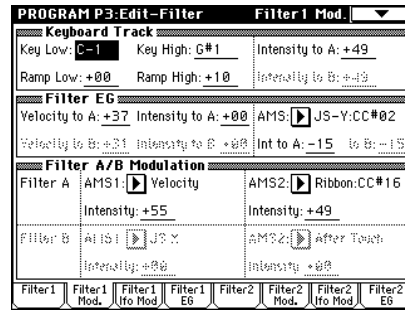 PROGRAM P3:Edit-Filter Filter1 Mod.
Keyboard Track
Key Low: C-1 Key High: G#1 Intensity to A: +49
Ramp Low: +00 Ramp High: +10 Intensity to B: +49
Filter EG
Velocity to A: +37 Intensity to A: +00 AMS: JS-Y:CC#02
Velocity to B: +31 Intensity to B: +00 Int to A: -15 to B: -15
Filter A/B Modulation
Filter A AMS1: Velocity AMS2: Ribbon:CC#16
Intensity: +55 Intensity: +49
Filter B AMS1: JS X AMS2: After Touch
Intensity: +00 Intensity: +00
Filter1 Filter1 Mod. Filter1 lfo Mod Filter1 EG Filter2 Filter2 Mod. Filter2 lfo Mod Filter2 EG